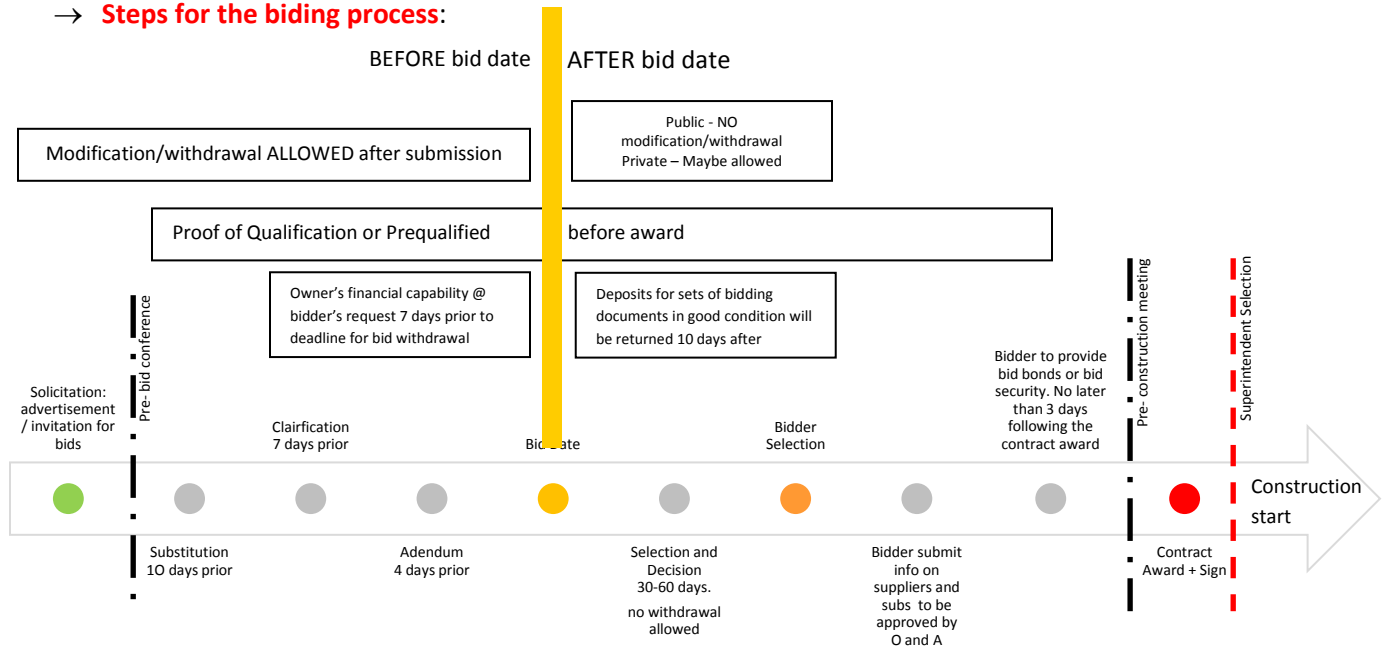 → Steps for the biding process:
BEFORE bid date
AFTER bid date
Modification/withdrawal ALLOWED after submission
Public - NO
modification/withdrawal
Private – Maybe allowed
Proof of Qualification or Prequalified
before award
Owner's financial capability @
bidder's request 7 days prior to
deadline for bid withdrawal
Deposits for sets of bidding
documents in good condition will
be returned 10 days after
Pre- bid conference
Pre- construction meeting
Superintendent Selection
Solicitation:
advertisement
/ invitation for
bids
Clairfication
7 days prior
Bid Date
Bidder
Selection
Bidder to provide
bid bonds or bid
security. No later
than 3 days
following the
contract award
Construction
start
Substitution
1O days prior
Adendum
4 days prior
Selection and
Decision
30-60 days.
no withdrawal
allowed
Bidder submit
info on
suppliers and
subs to be
approved by
O and A
Contract
Award + Sign